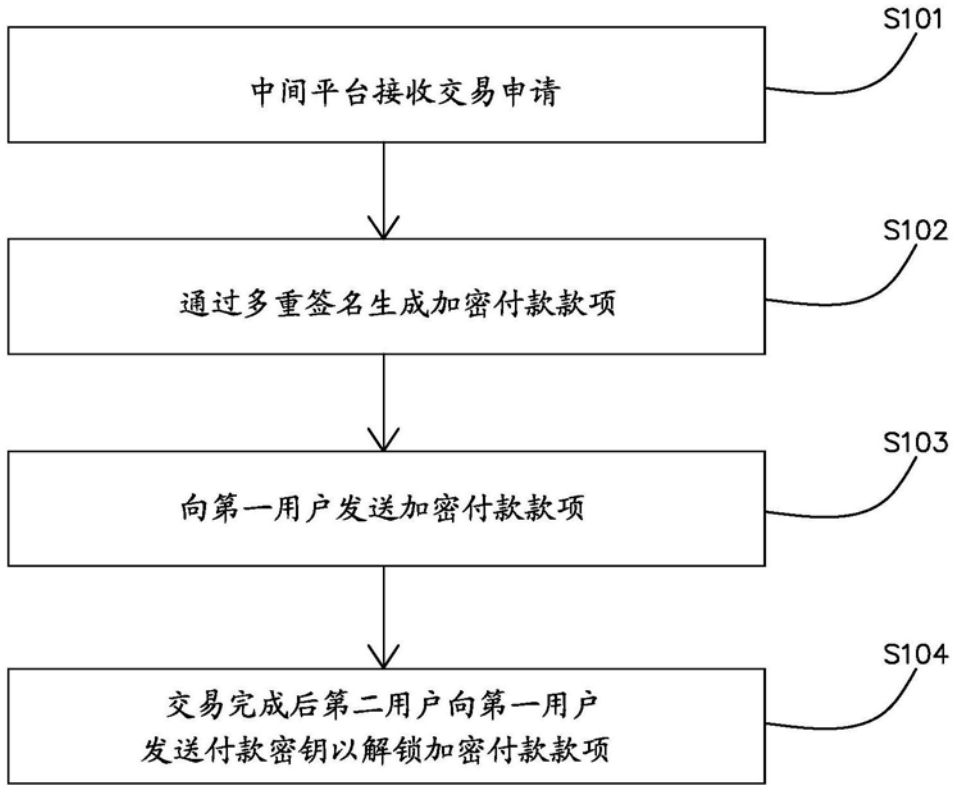 S101
中间平台接收交易申请
S102
通过多重签名生成加密付款款项
S103
向第一用户发送加密付款款项
S104
交易完成后第二用户向第一用户
发送付款密钥以解锁加密付款款项